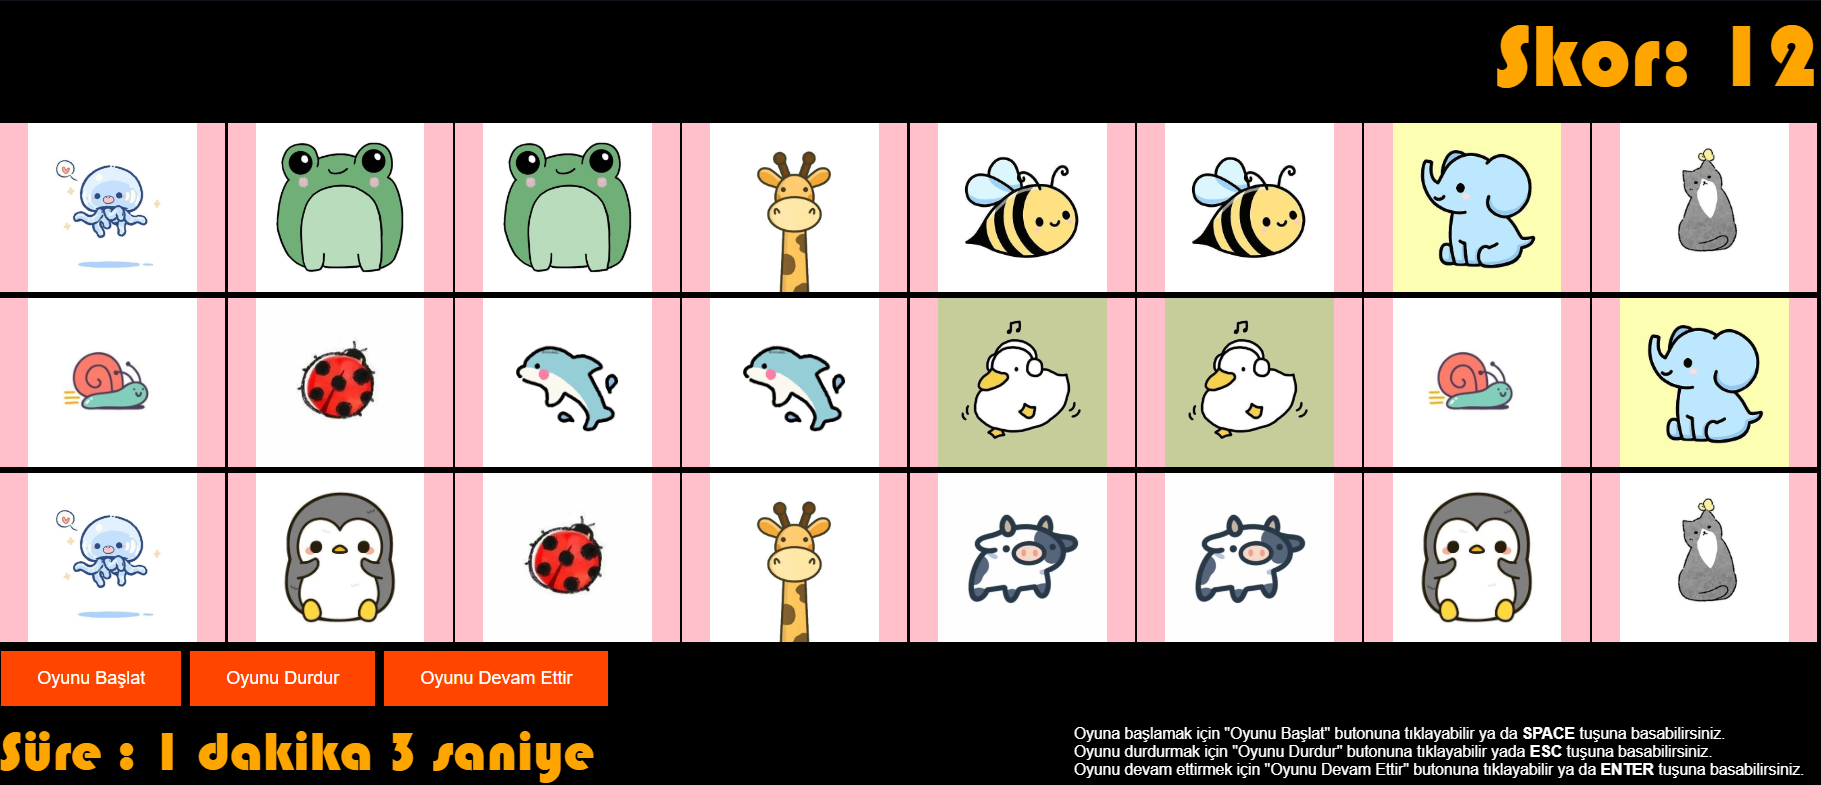 Skor: 12
Oyunu Başlat
Oyunu Durdur
Oyunu Devam Ettir
Süre : 1 dakika 3 saniye
Oyuna başlamak için "Oyunu Başlat" butonuna tıklayabilir ya da SPACE tuşuna basabilirsiniz.
Oyunu durdurmak için "Oyunu Durdur" butonuna tıklayabilir yada ESC tuşuna basabilirsiniz.
Oyunu devam ettirmek için "Oyunu Devam Ettir" butonuna tıklayabilir ya da ENTER tuşuna basabilirsiniz.